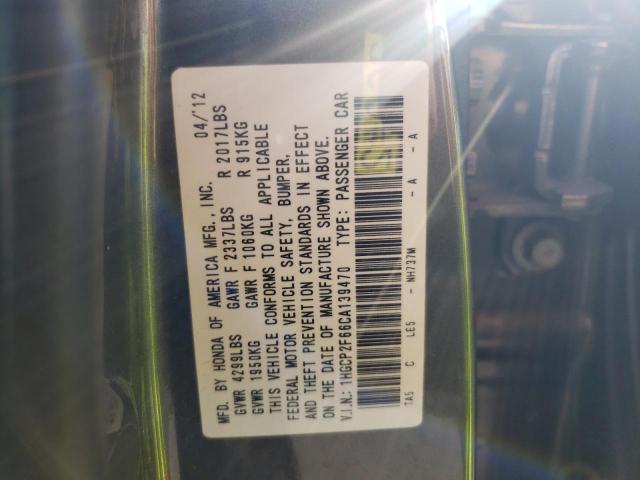 MFD. BY HONDA OF AMERICA MFG., INC. 04/'12
GVWR 4299LBS GAWR F 2337LBS R 2017LBS
GVWR 1950KG GAWR F 1060KG R 915KG
THIS VEHICLE CONFORMS TO ALL APPLICABLE
FEDERAL MOTOR VEHICLE SAFETY, BUMPER,
AND THEFT PREVENTION STANDARDS IN EFFECT
ON THE DATE OF MANUFACTURE SHOWN ABOVE.
V.I.N.: 1HGCP2F66CA139470 TYPE: PASSENGER CAR
TA5 C LE5 - NH737M - A - A